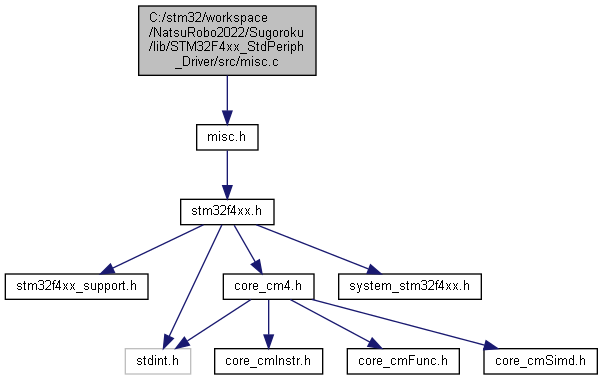 C:/stm32/workspace
/NatsuRobo2022/Sugoroku
/lib/STM32F4xx_StdPeriph
_Driver/src/misc.c
misc.h
stm32f4xx.h
stm32f4xx_support.h
core_cm4.h
system_stm32f4xx.h
stdint.h
core_cmInstr.h
core_cmFunc.h
core_cmSimd.h